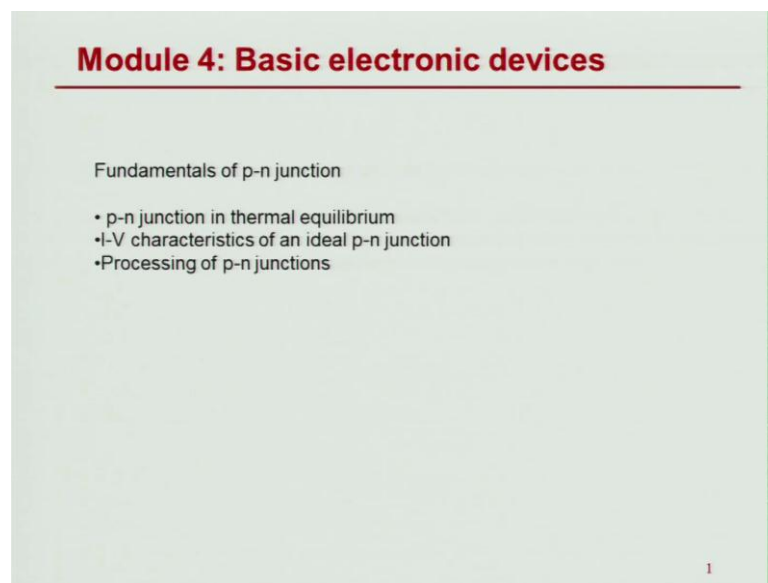 Module 4: Basic electronic devices
Fundamentals of p-n junction
• p-n junction in thermal equilibrium
•I-V characteristics of an ideal p-n junction
•Processing of p-n junctions
1